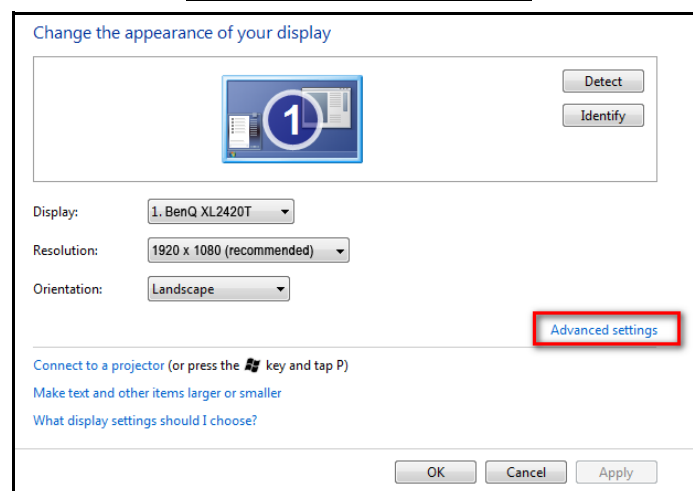 Change the appearance of your display
1
Detect
Identify
Display: 1. BenQ XL2420T
Resolution: 1920 x 1080 (recommended)
Orientation: Landscape
Advanced settings
Connect to a projector (or press the key and tap P)
Make text and other items larger or smaller
What display settings should I choose?
OK Cancel Apply